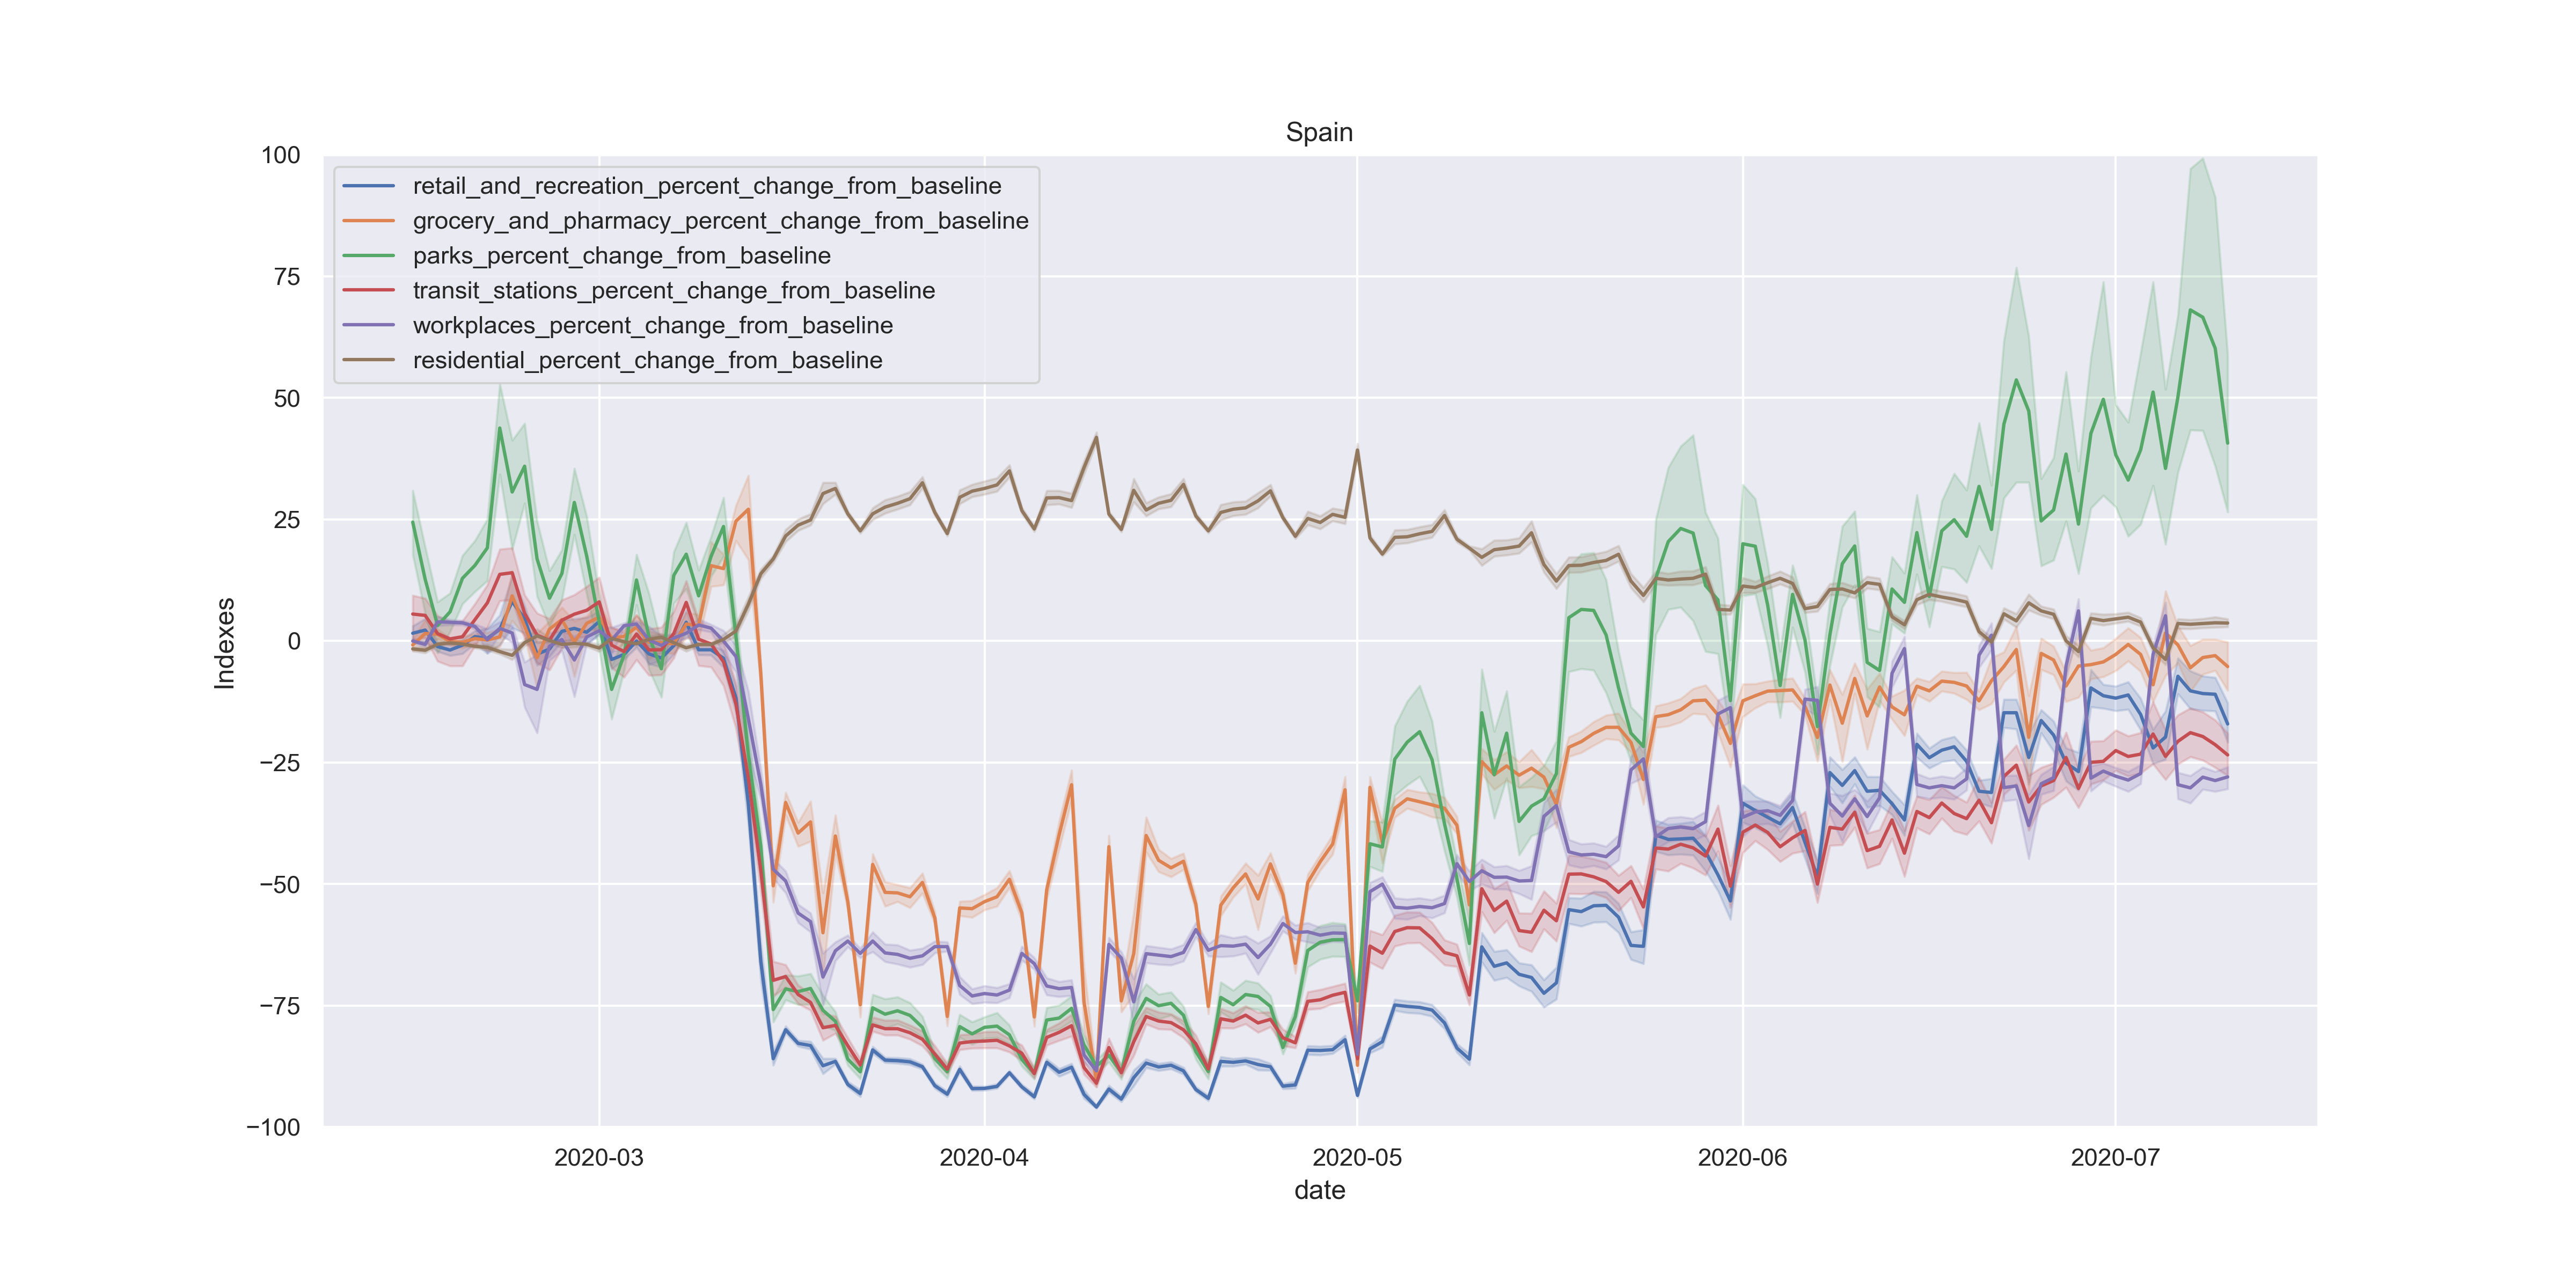 Spain
100
75
50
25
0
−25
−50
−75
−100
Indexes
retail_and_recreation_percent_change_from_baseline
grocery_and_pharmacy_percent_change_from_baseline
parks_percent_change_from_baseline
transit_stations_percent_change_from_baseline
workplaces_percent_change_from_baseline
residential_percent_change_from_baseline
2020-03 2020-04 2020-05 2020-06 2020-07
date